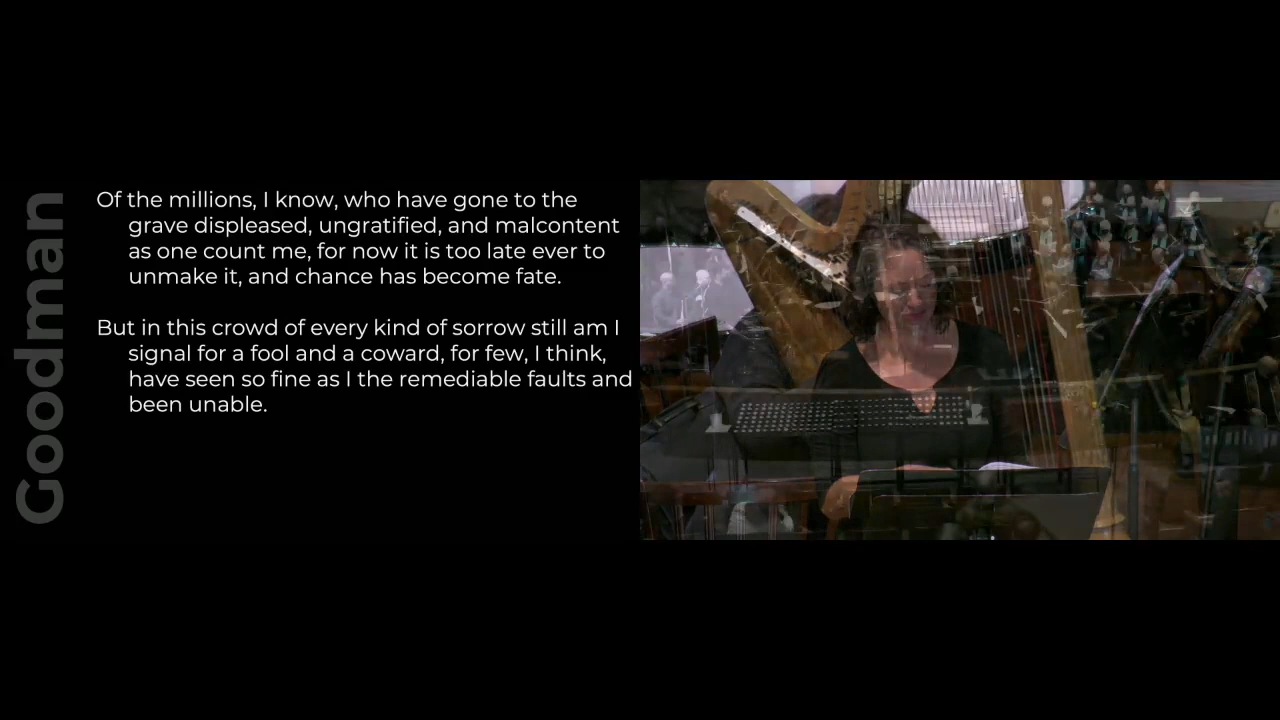 Goodman
Of the millions, I know, who have gone to the
grave displeased, ungratified, and malcontent
as one count me, for now it is too late ever to
unmake it, and chance has become fate.
But in this crowd of every kind of sorrow still am I
signal for a fool and a coward, for few, I think,
have seen so fine as I the remediable faults and
been unable.